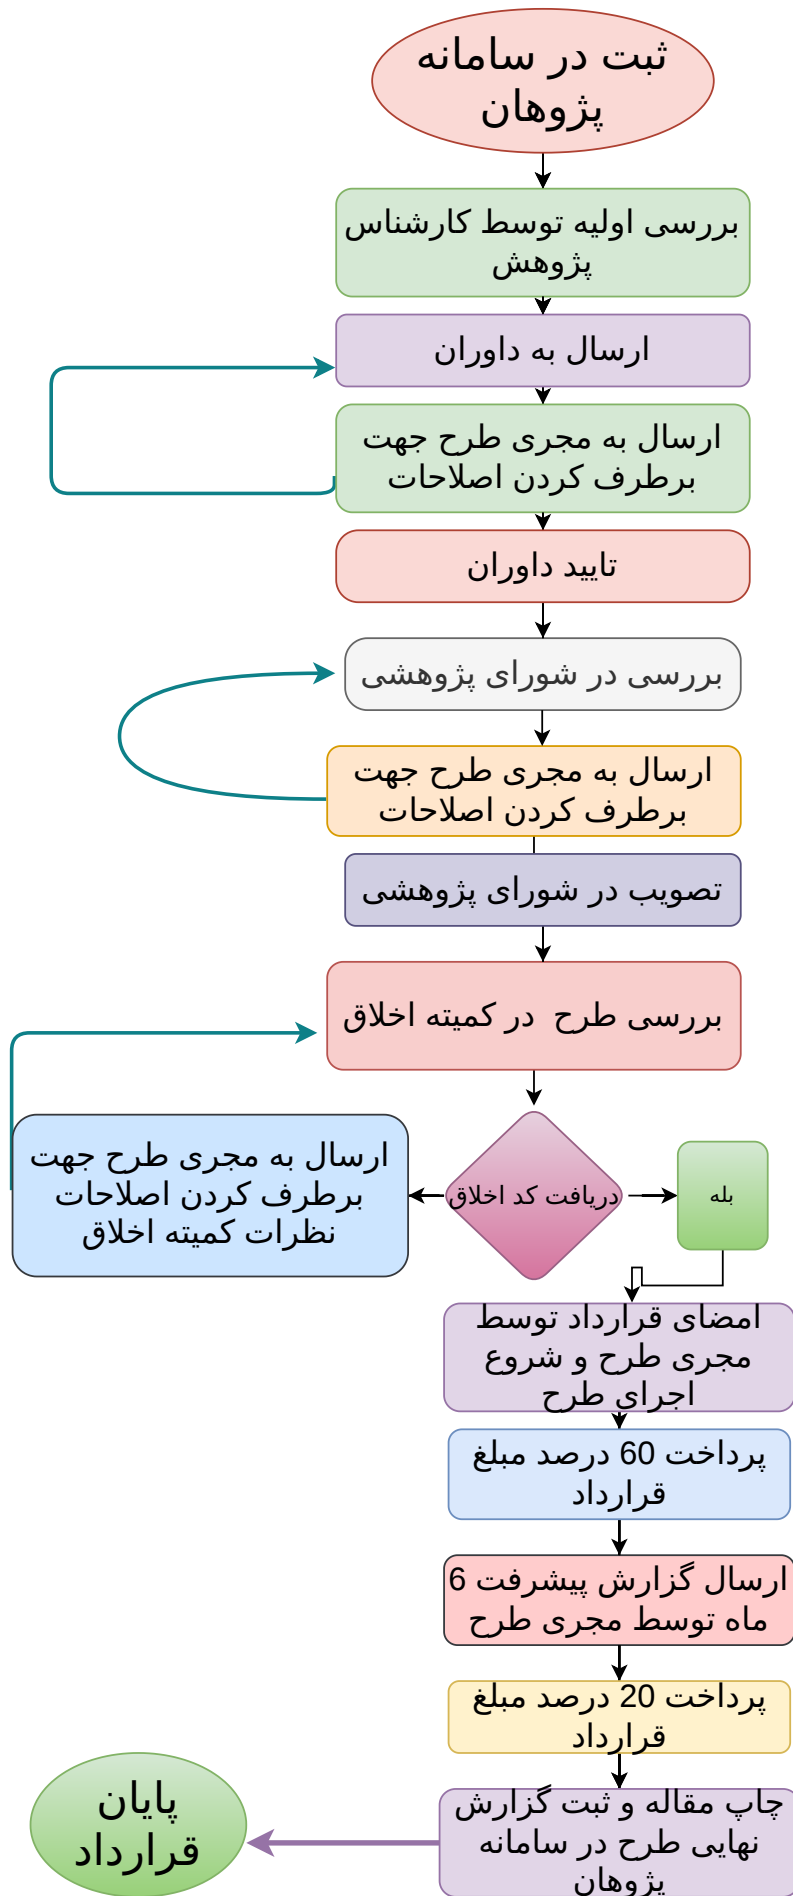 ثبت در سامانه
پژوهان
بررسی اولیه توسط کارشناس
پژوهش
ارسال به داوران
ارسال به مجری طرح جهت
برطرف کردن اصلاحات
تایید داوران
بررسی در شورای پژوهشی
ارسال به مجری طرح جهت
برطرف کردن اصلاحات
تصویب در شورای پژوهشی
بررسی طرح  در کمیته اخلاق
دریافت کد اخلاق
بله
ارسال به مجری طرح جهت
برطرف کردن اصلاحات
نظرات کمیته اخلاق
امضای قرارداد توسط
مجری طرح و شروع
اجرای طرح
پرداخت 60 درصد مبلغ
قرارداد
ارسال گزارش پیشرفت 6
ماه توسط مجری طرح
پرداخت 20 درصد مبلغ
قرارداد
چاپ مقاله و ثبت گزارش
نهایی طرح در سامانه
پژوهان
پایان
قرارداد